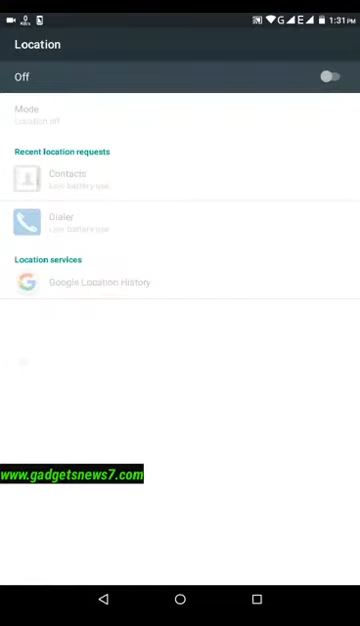 1:31 PM
Location
Off
Mode
Location off
Recent location requests
Contacts
Low battery use
Dialer
Low battery use
Location services
Google Location History
www.gadgetsnews7.com